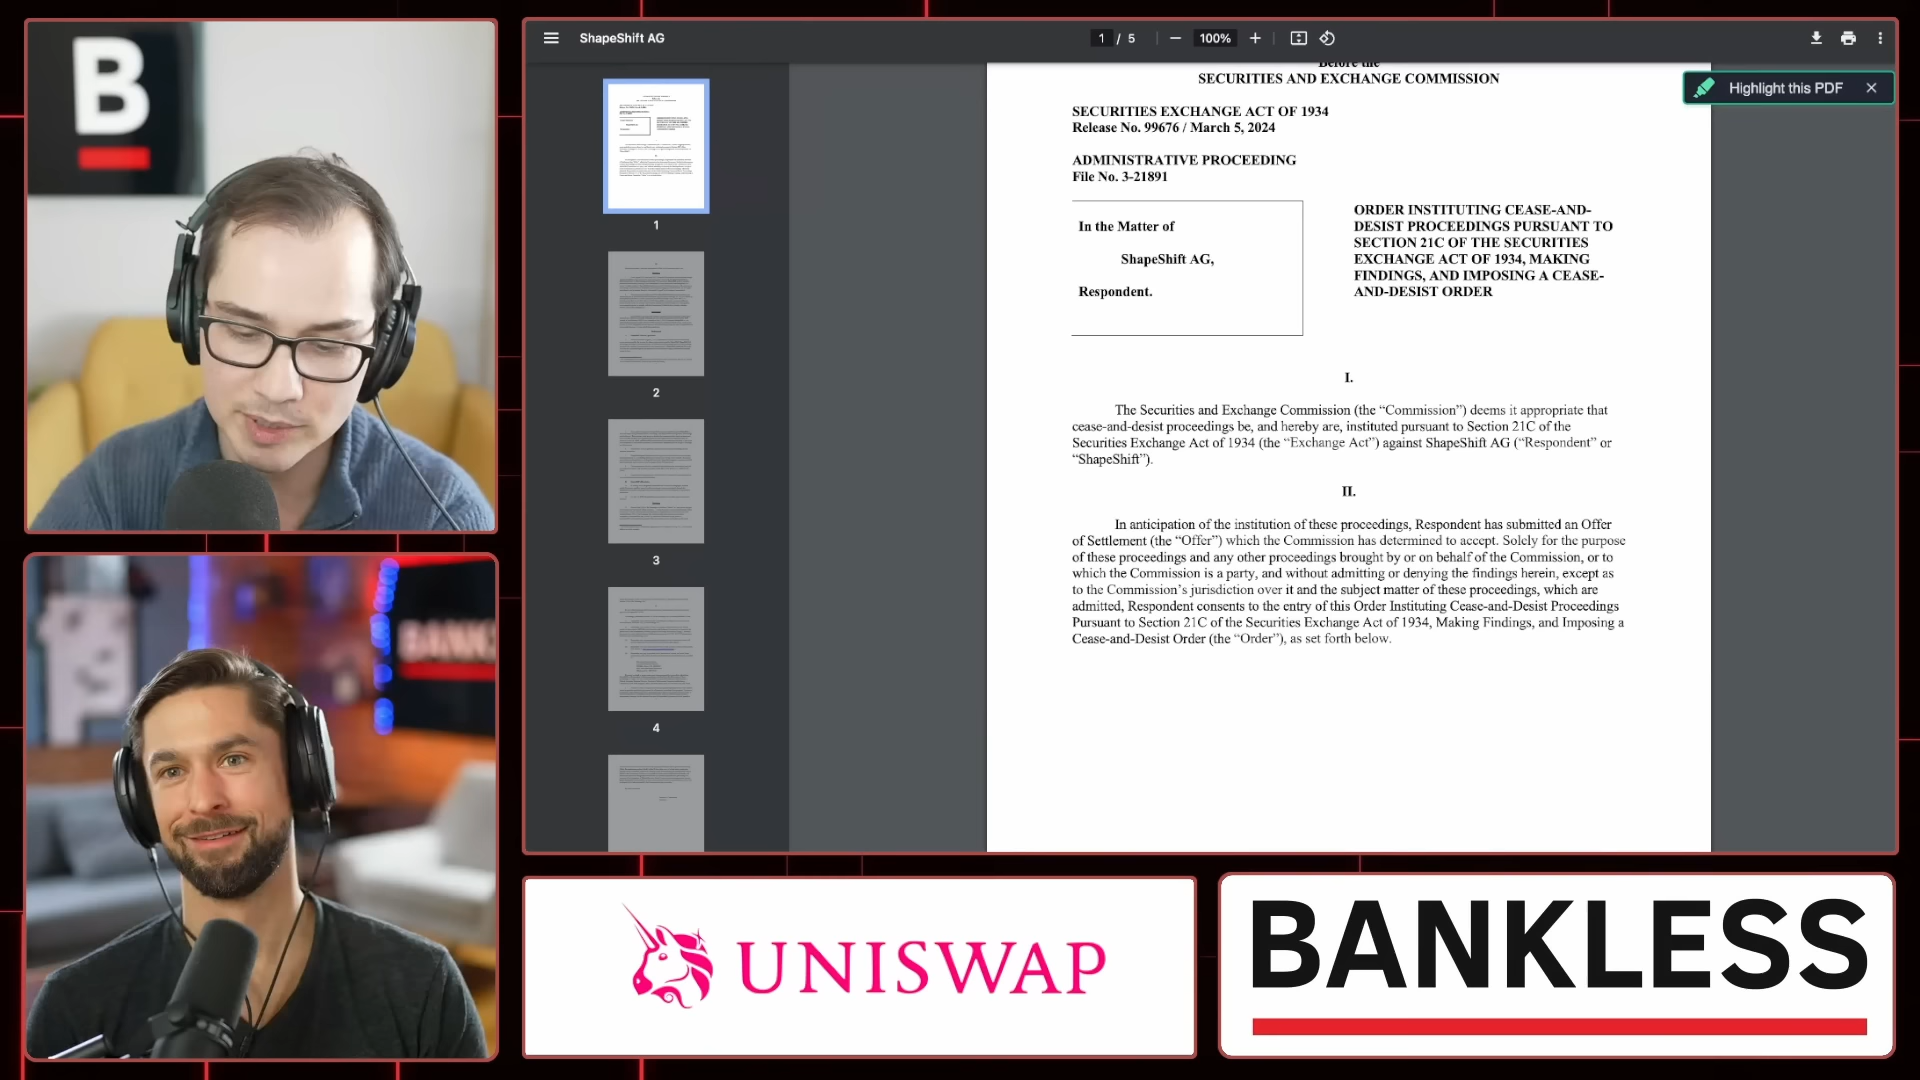 B
BANKLESS
ShapeShift AG
1 / 5
100%
Highlight this PDF
1
2
3
4
Before the
SECURITIES AND EXCHANGE COMMISSION
SECURITIES EXCHANGE ACT OF 1934
Release No. 99676 / March 5, 2024
ADMINISTRATIVE PROCEEDING
File No. 3-21891
In the Matter of
ShapeShift AG,
Respondent.
ORDER INSTITUTING CEASE-AND-
DESIST PROCEEDINGS PURSUANT TO
SECTION 21C OF THE SECURITIES
EXCHANGE ACT OF 1934, MAKING
FINDINGS, AND IMPOSING A CEASE-
AND-DESIST ORDER
I.
The Securities and Exchange Commission (the “Commission”) deems it appropriate that
cease-and-desist proceedings be, and hereby are, instituted pursuant to Section 21C of the
Securities Exchange Act of 1934 (the “Exchange Act”) against ShapeShift AG (“Respondent” or
“ShapeShift”).
II.
In anticipation of the institution of these proceedings, Respondent has submitted an Offer
of Settlement (the “Offer”) which the Commission has determined to accept. Solely for the purpose
of these proceedings and any other proceedings brought by or on behalf of the Commission, or to
which the Commission is a party, and without admitting or denying the findings herein, except as
to the Commission’s jurisdiction over it and the subject matter of these proceedings, which are
admitted, Respondent consents to the entry of this Order Instituting Cease-and-Desist Proceedings
Pursuant to Section 21C of the Securities Exchange Act of 1934, Making Findings, and Imposing a
Cease-and-Desist Order (the “Order”), as set forth below.
UNISWAP
BANKLESS